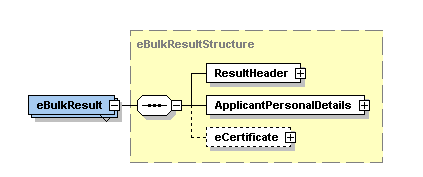 eBulkResultStructure
ResultHeader
eBulkResult
ApplicantPersonalDetails
eCertificate